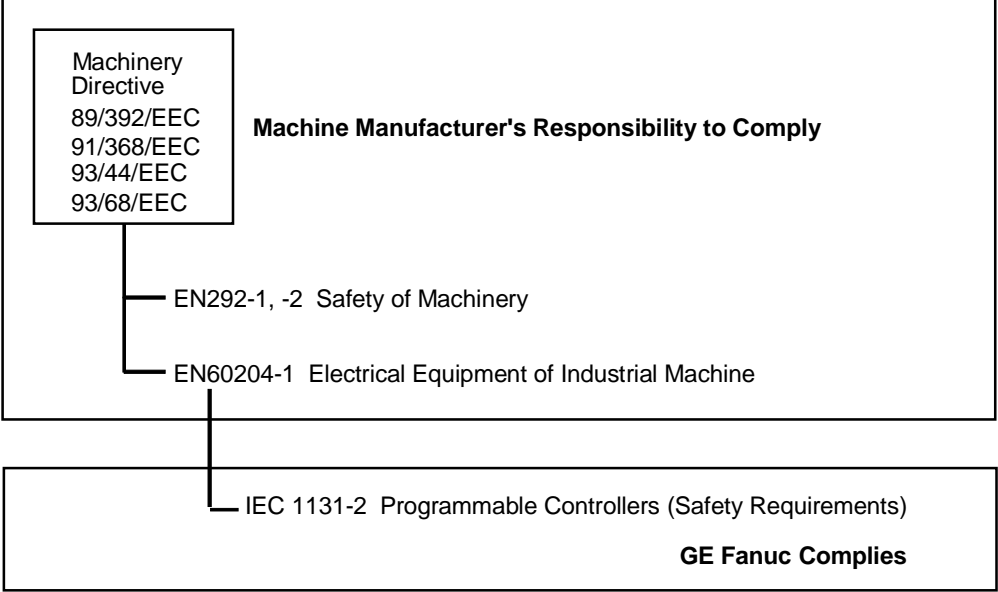 Machinery
Directive
89/392/EEC
91/368/EEC
93/44/EEC
93/68/EEC
Machine Manufacturer's Responsibility to Comply
EN292-1, -2 Safety of Machinery
EN60204-1 Electrical Equipment of Industrial Machine
IEC 1131-2 Programmable Controllers (Safety Requirements)
GE Fanuc Complies